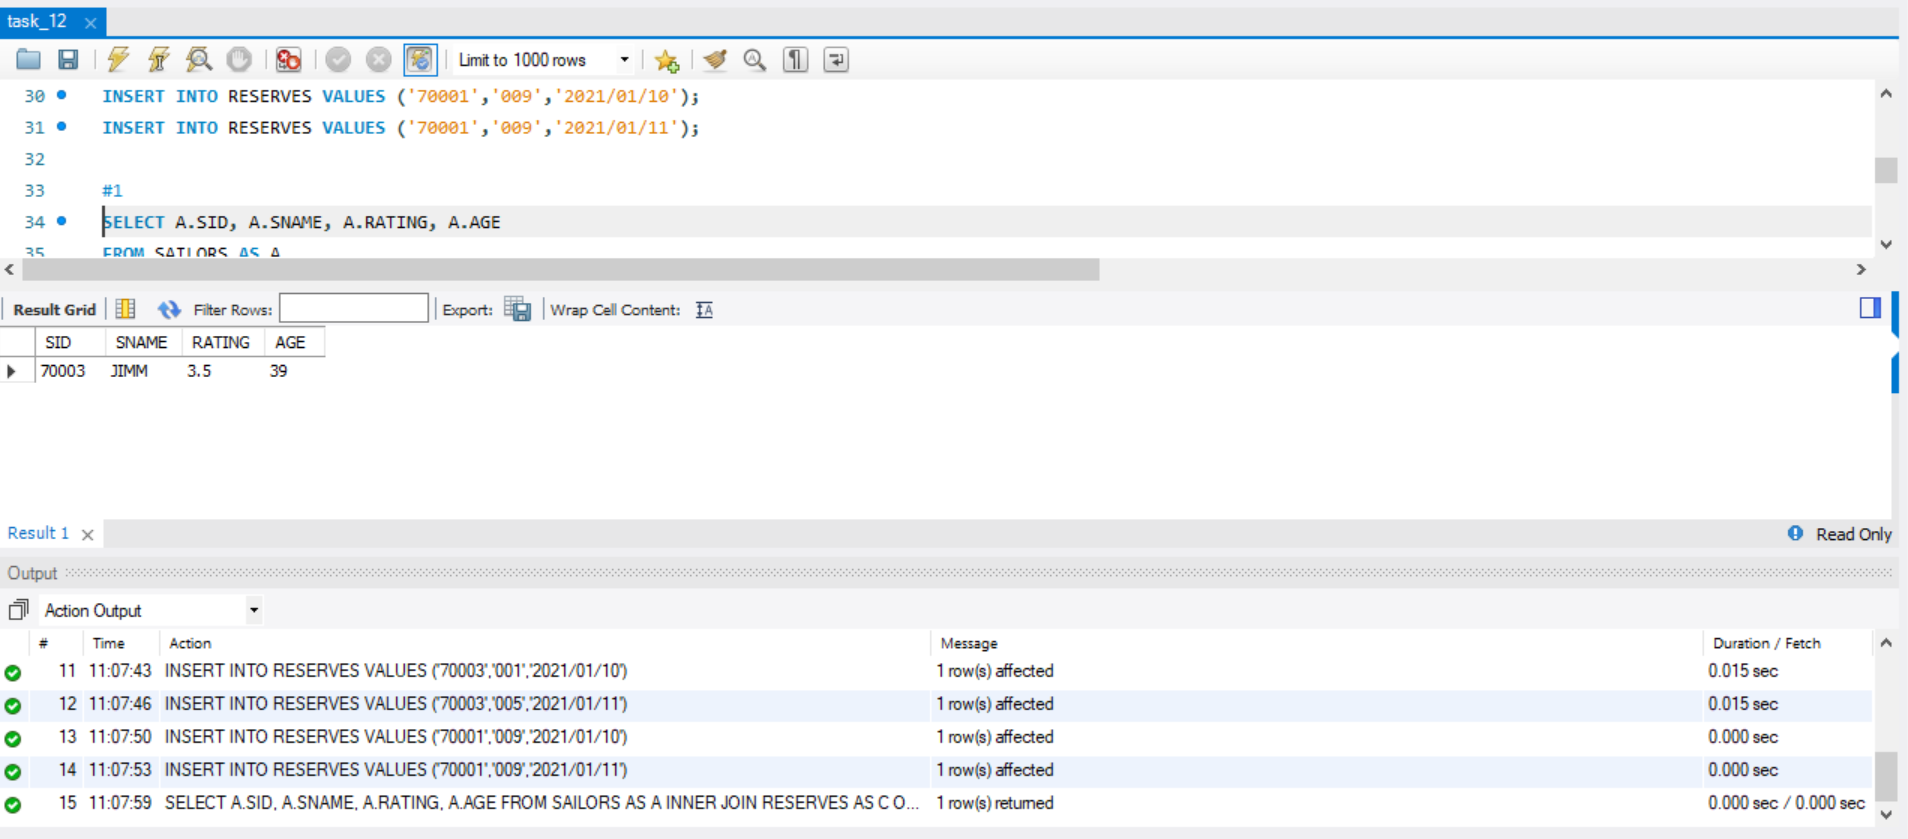 task_12
Limit to 1000 rows
30 INSERT INTO RESERVES VALUES ('70001','009','2021/01/10');
31 INSERT INTO RESERVES VALUES ('70001','009','2021/01/11');
32
33 #1
34 SELECT A.SID, A.SNAME, A.RATING, A.AGE
35 FROM SAILORS AS A
Result Grid Filter Rows: Export: Wrap Cell Content:
SID SNAME RATING AGE
70003 JIMM 3.5 39
Result 1 Read Only
Output
Action Output
# Time Action Message Duration / Fetch
11 11:07:43 INSERT INTO RESERVES VALUES ('70003','001','2021/01/10') 1 row(s) affected 0.015 sec
12 11:07:46 INSERT INTO RESERVES VALUES ('70003','005','2021/01/11') 1 row(s) affected 0.015 sec
13 11:07:50 INSERT INTO RESERVES VALUES ('70001','009','2021/01/10') 1 row(s) affected 0.000 sec
14 11:07:53 INSERT INTO RESERVES VALUES ('70001','009','2021/01/11') 1 row(s) affected 0.000 sec
15 11:07:59 SELECT A.SID, A.SNAME, A.RATING, A.AGE FROM SAILORS AS A INNER JOIN RESERVES AS C O... 1 row(s) returned 0.000 sec / 0.000 sec